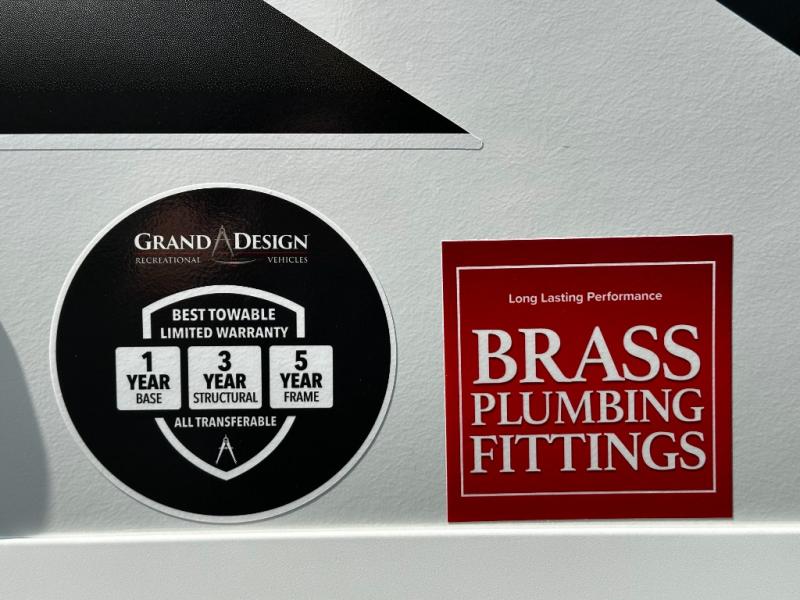 GRAND DESIGN
RECREATIONAL VEHICLES
BEST TOWABLE
LIMITED WARRANTY
1 YEAR BASE
3 YEAR STRUCTURAL
5 YEAR FRAME
ALL TRANSFERABLE
Long Lasting Performance
BRASS
PLUMBING
FITTINGS